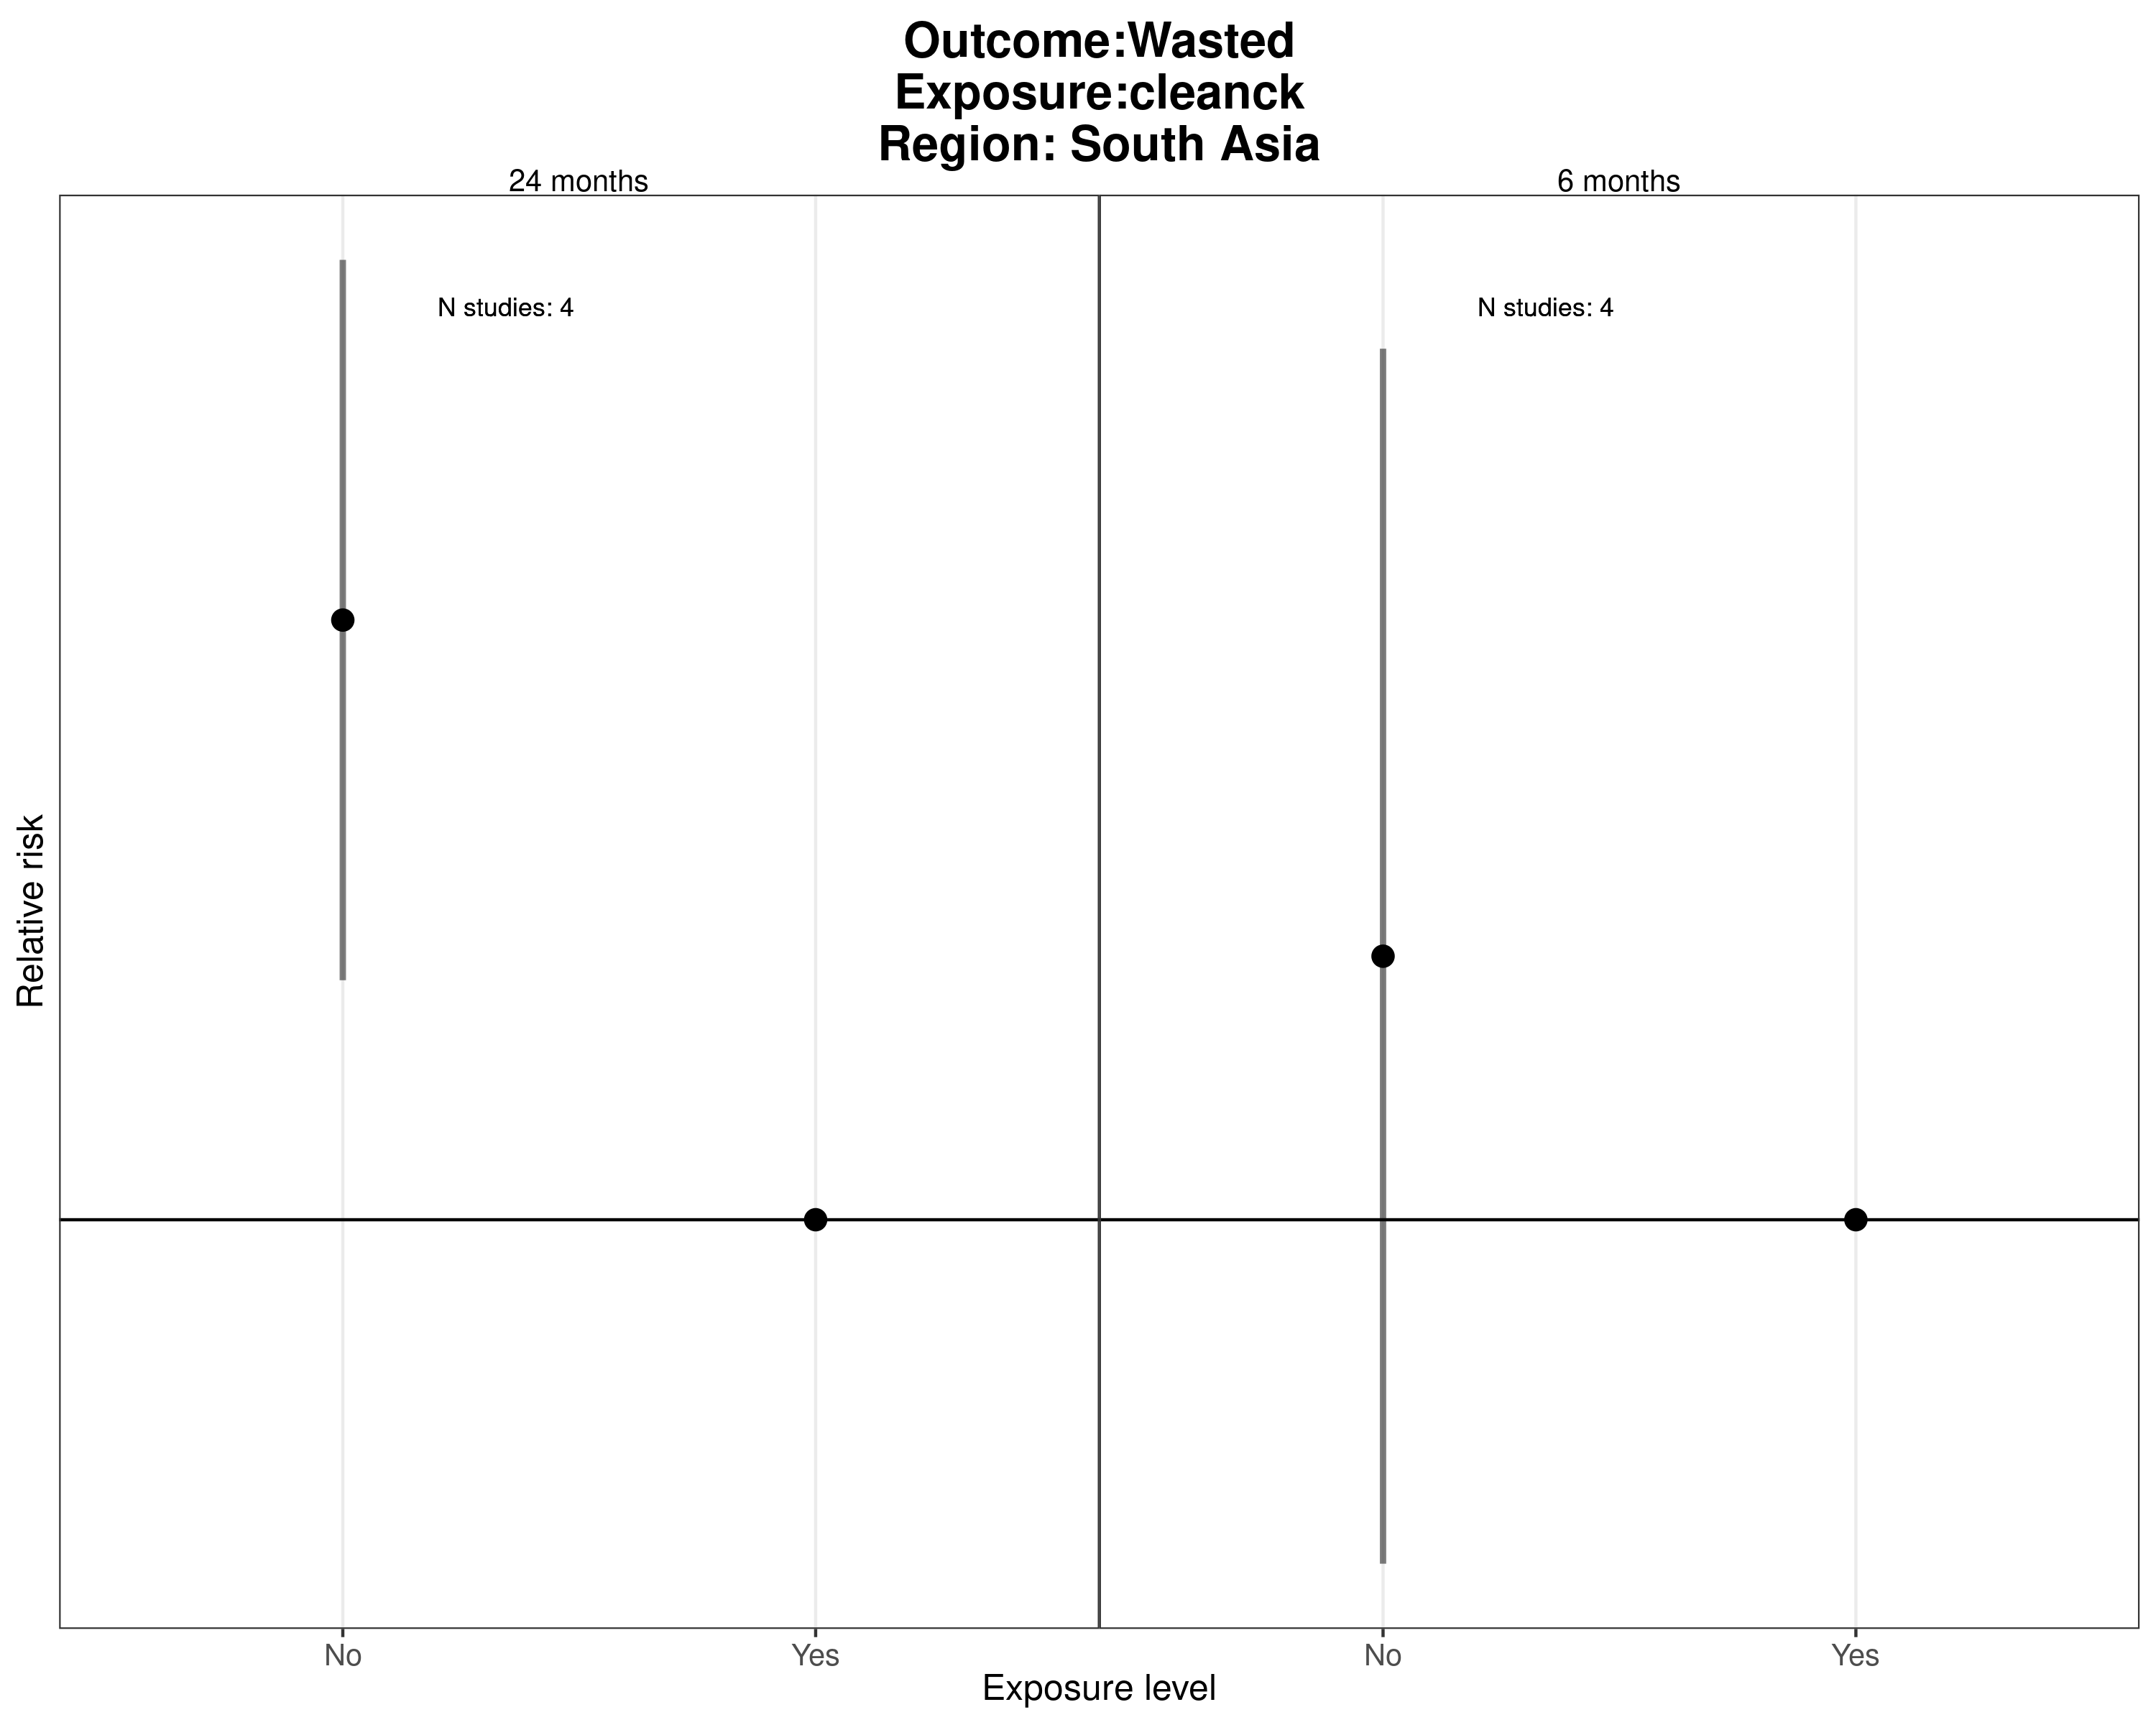 Outcome:Wasted
Exposure:cleanck
Region: South Asia
24 months
6 months
N studies: 4
N studies: 4
Relative risk
No
Yes
No
Yes
Exposure level